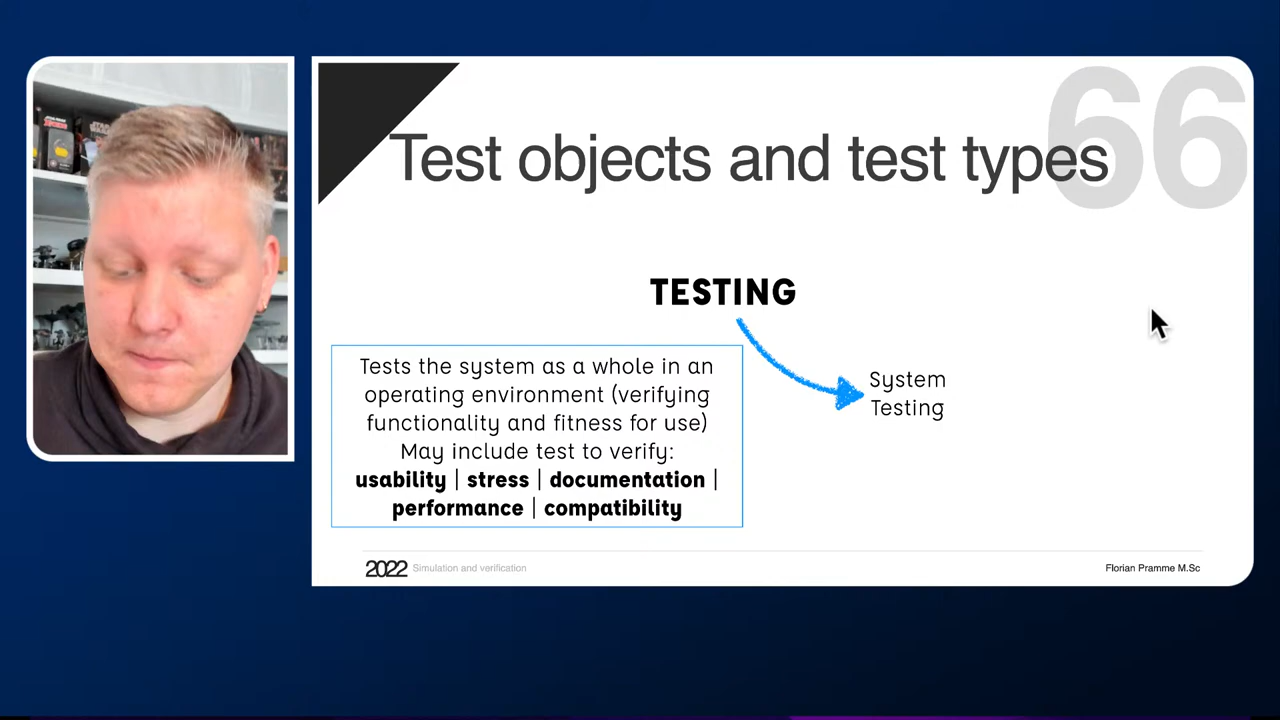 66
Test objects and test types
TESTING
System
Testing
Tests the system as a whole in an
operating environment (verifying
functionality and fitness for use)
May include test to verify:
usability | stress | documentation |
performance | compatibility
2022 Simulation and verification
Florian Pramme M.Sc